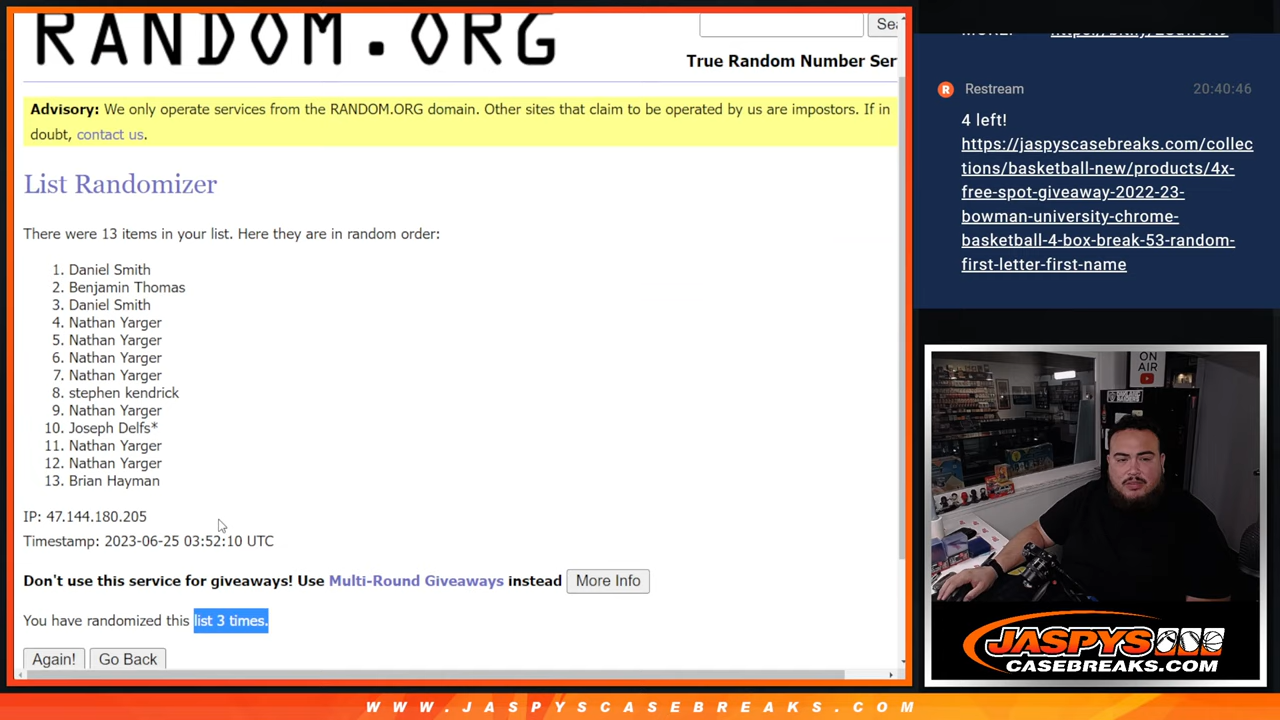 RANDOM.ORG
Sea
True Random Number Ser
Advisory: We only operate services from the RANDOM.ORG domain. Other sites that claim to be operated by us are impostors. If in
doubt, contact us.
List Randomizer
There were 13 items in your list. Here they are in random order:
1. Daniel Smith
2. Benjamin Thomas
3. Daniel Smith
4. Nathan Yarger
5. Nathan Yarger
6. Nathan Yarger
7. Nathan Yarger
8. stephen kendrick
9. Nathan Yarger
10. Joseph Delfs*
11. Nathan Yarger
12. Nathan Yarger
13. Brian Hayman
IP: 47.144.180.205
Timestamp: 2023-06-25 03:52:10 UTC
Don't use this service for giveaways! Use Multi-Round Giveaways instead More Info
You have randomized this list 3 times.
Again! Go Back
Restream 20:40:46
4 left!
https://jaspyscasebreaks.com/collec
tions/basketball-new/products/4x-
free-spot-giveaway-2022-23-
bowman-university-chrome-
basketball-4-box-break-53-random-
first-letter-first-name
ON
AIR
JASPYS
CASEBREAKS.COM
WWW.JASPYSCASEBREAKS.COM